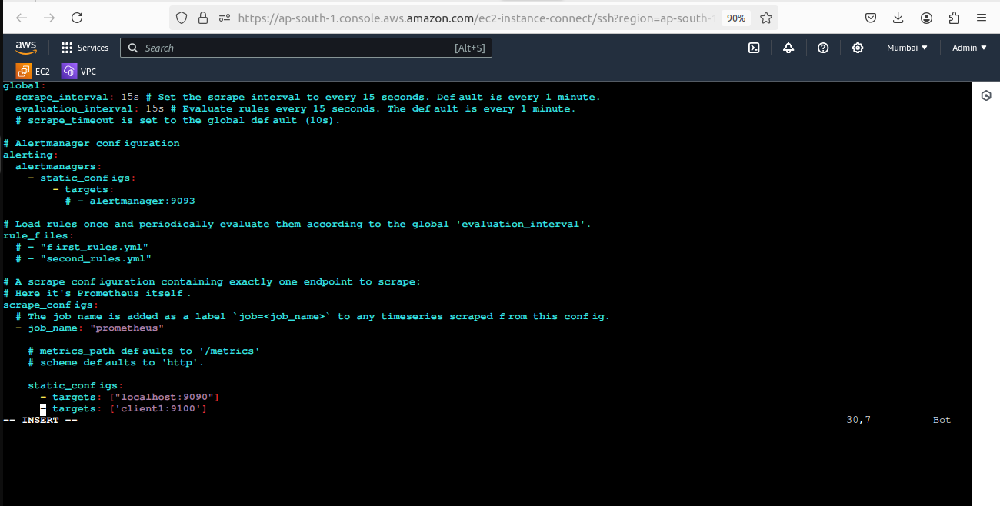 https://ap-south-1.console.aws.amazon.com/ec2-instance-connect/ssh?region=ap-south-1
90%
aws
Services
Search
[Alt+S]
Mumbai ▼
Admin ▼
EC2
VPC
global:
  scrape_interval: 15s # Set the scrape interval to every 15 seconds. Default is every 1 minute.
  evaluation_interval: 15s # Evaluate rules every 15 seconds. The default is every 1 minute.
  # scrape_timeout is set to the global default (10s).
# Alertmanager configuration
alerting:
  alertmanagers:
    - static_configs:
        - targets:
          # - alertmanager:9093
# Load rules once and periodically evaluate them according to the global 'evaluation_interval'.
rule_files:
  # - "first_rules.yml"
  # - "second_rules.yml"
# A scrape configuration containing exactly one endpoint to scrape:
# Here it's Prometheus itself.
scrape_configs:
  # The job name is added as a label `job=<job_name>` to any timeseries scraped from this config.
  - job_name: "prometheus"
    # metrics_path defaults to '/metrics'
    # scheme defaults to 'http'.
    static_configs:
      - targets: ["localhost:9090"]
      - targets: ['client1:9100']
-- INSERT --
30,7
Bot